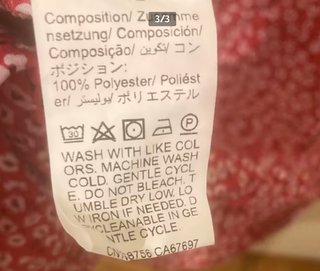 Composition/ Zusamme
3/3
nsetzung/ Composición/
Composição/ تكوين/ コン
ポジション:
100% Polyester/ Poliést
er/ بوليستر/ ポリエステル
30 P
WASH WITH LIKE COL
ORS. MACHINE WASH
COLD. GENTLE CYCL
E. DO NOT BLEACH. T
UMBLE DRY LOW. LO
W IRON IF NEEDED. D
RYCLEANABLE IN GE
NTLE CYCLE.
CA67697